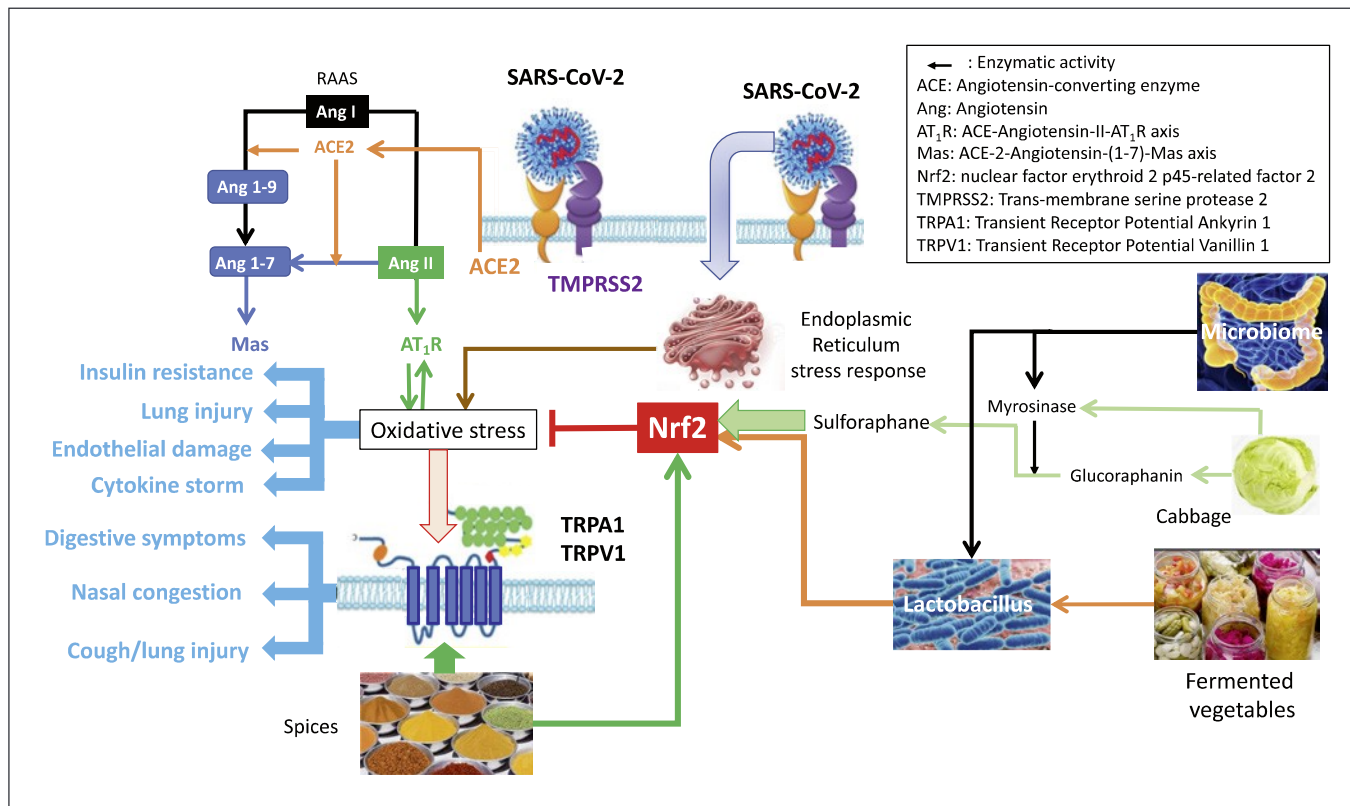 RAAS
Ang I
ACE2
Ang 1-9
Ang 1-7
Ang II
ACE2
Mas
AT₁R
SARS-CoV-2
SARS-CoV-2
TMPRSS2
: Enzymatic activity
ACE: Angiotensin-converting enzyme
Ang: Angiotensin
AT₁R: ACE-Angiotensin-II-AT₁R axis
Mas: ACE-2-Angiotensin-(1-7)-Mas axis
Nrf2: nuclear factor erythroid 2 p45-related factor 2
TMPRSS2: Trans-membrane serine protease 2
TRPA1: Transient Receptor Potential Ankyrin 1
TRPV1: Transient Receptor Potential Vanillin 1
Endoplasmic
Reticulum
stress response
Microbiome
Insulin resistance
Lung injury
Endothelial damage
Cytokine storm
Oxidative stress
Nrf2
Sulforaphane
Myrosinase
Glucoraphanin
Cabbage
Digestive symptoms
Nasal congestion
Cough/lung injury
TRPA1
TRPV1
Lactobacillus
Fermented
vegetables
Spices